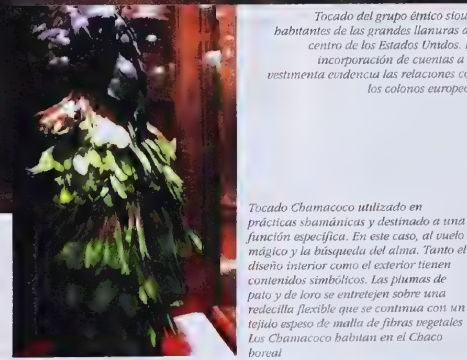 Tocado del grupo étnico
habitantes de las grandes llanuras
centro de los Estados Unidos.
incorporación de cuentas a
vestimenta evidencia las relaciones
los colonos
Tocado Chamacoco utilizado en
prácticas shamánicas y destinado a una
función específica. En este caso, al vuelo
mágico y la búsqueda del alma. Tanto el
diseño interior como el exterior tienen
contenidos simbólicos. Las plumas de
pato y de loro se entretejen sobre una
redecilla flexible que se continua con un
tejido espeso de malla de fibras vegetales
Los Chamacoco habitan en el Chaco
boreal